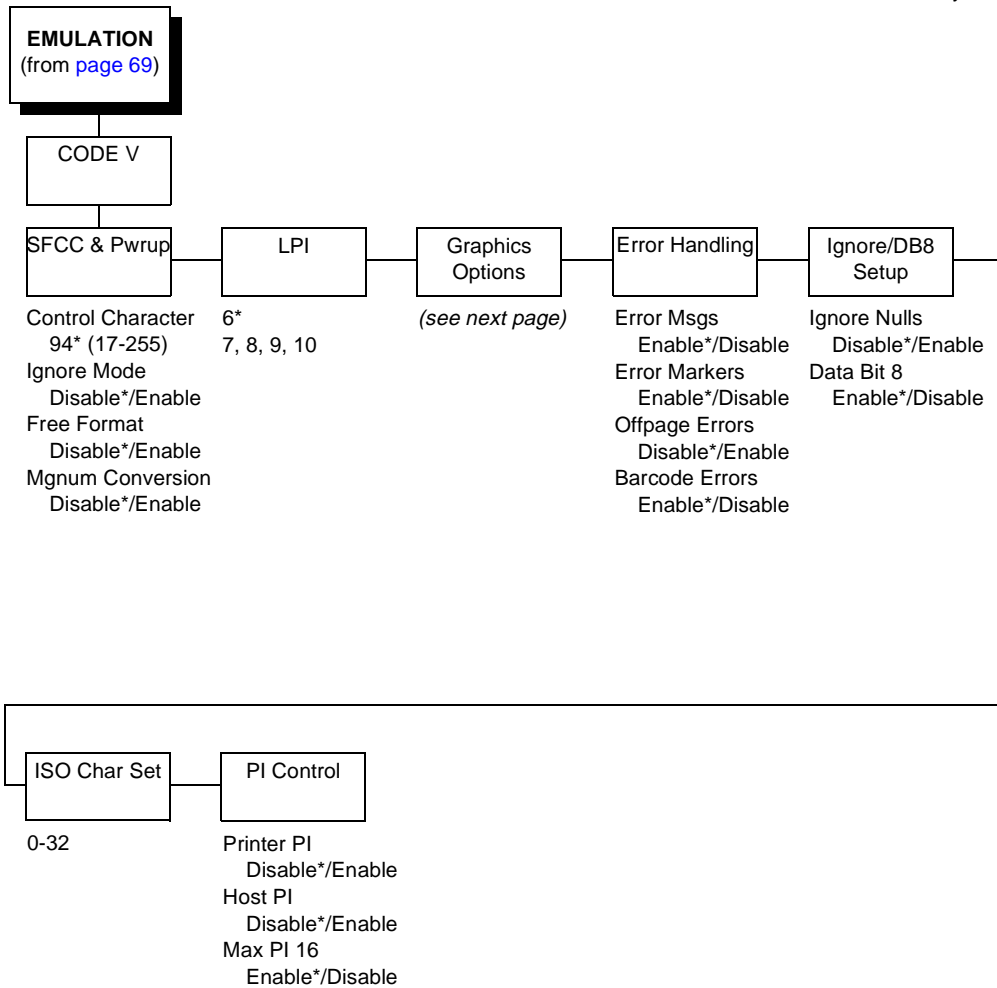 EMULATION
(from page 69)
CODE V
SFCC & Pwrup
LPI
Graphics
Options
Error Handling
Ignore/DB8
Setup
Control Character
94* (17-255)
Ignore Mode
Disable*/Enable
Free Format
Disable*/Enable
Mgnum Conversion
Disable*/Enable
6*
7, 8, 9, 10
(see next page)
Error Msgs
Enable*/Disable
Error Markers
Enable*/Disable
Offpage Errors
Disable*/Enable
Barcode Errors
Enable*/Disable
Ignore Nulls
Disable*/Enable
Data Bit 8
Enable*/Disable
ISO Char Set
PI Control
0-32
Printer PI
Disable*/Enable
Host PI
Disable*/Enable
Max PI 16
Enable*/Disable